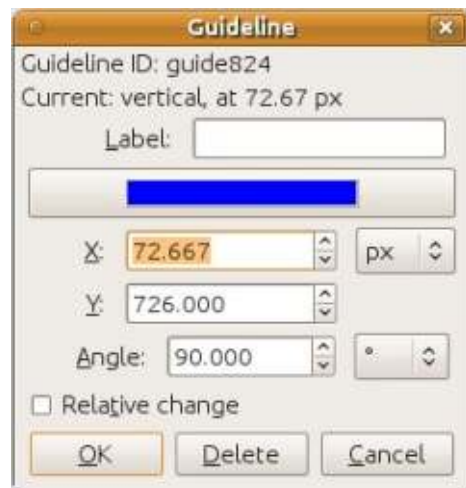 Guideline
Guideline ID: guide824
Current: vertical, at 72.67 px
Label:
X: 72.667 px
Y: 726.000
Angle: 90.000 °
Relative change
OK Delete Cancel